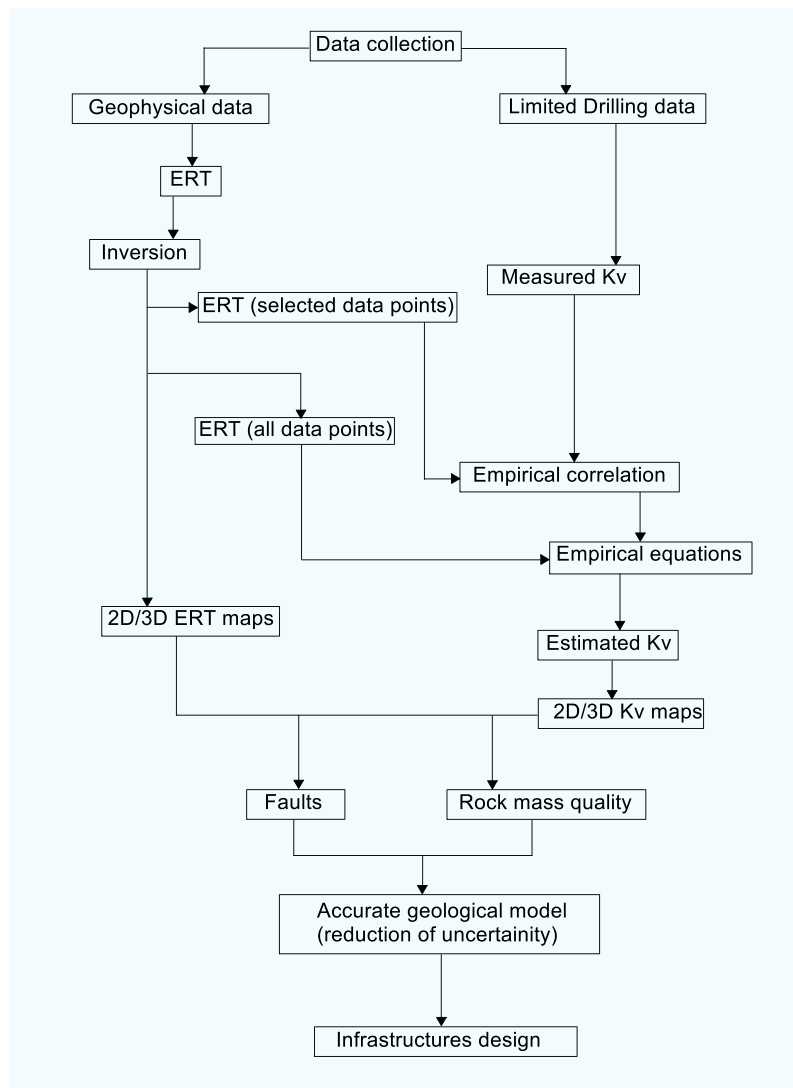 Data collection
Geophysical data
Limited Drilling data
ERT
Inversion
Measured Kv
ERT (selected data points)
ERT (all data points)
Empirical correlation
Empirical equations
2D/3D ERT maps
Estimated Kv
2D/3D Kv maps
Faults
Rock mass quality
Accurate geological model
(reduction of uncertainity)
Infrastructures design